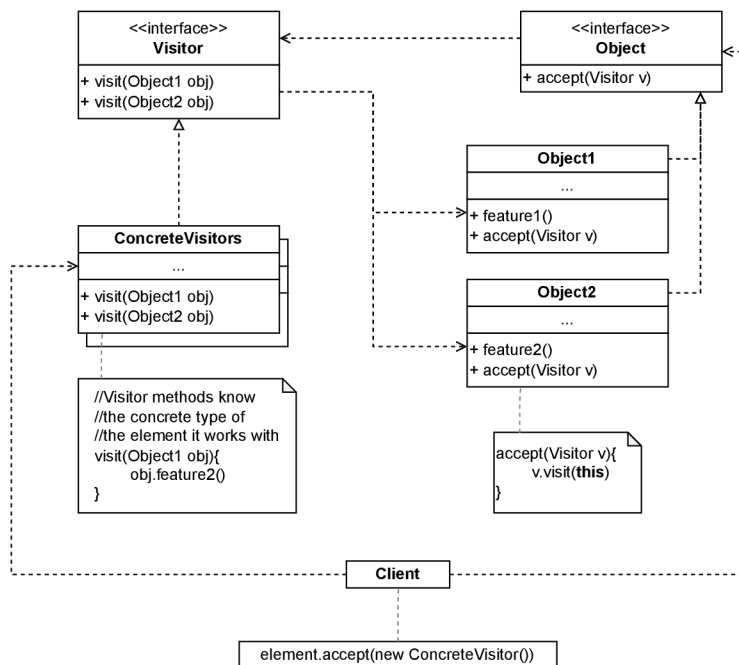 <<interface>>
Visitor
+ visit(Object1 obj)
+ visit(Object2 obj)
<<interface>>
Object
+ accept(Visitor v)
Object1
...
+ feature1()
+ accept(Visitor v)
ConcreteVisitors
...
+ visit(Object1 obj)
+ visit(Object2 obj)
Object2
...
+ feature2()
+ accept(Visitor v)
//Visitor methods know
//the concrete type of
//the element it works with
visit(Object1 obj){
obj.feature2()
}
accept(Visitor v){
v.visit(this)
}
Client
element.accept(new ConcreteVisitor())